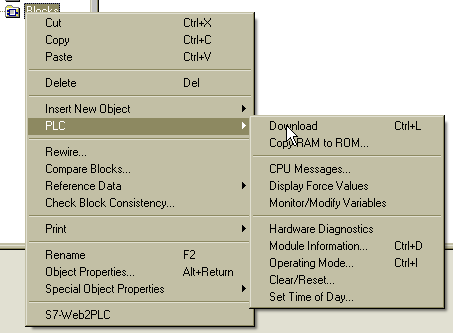 Blocks
Cut Ctrl+X
Copy Ctrl+C
Paste Ctrl+V
Delete Del
Insert New Object
PLC
Rewire...
Compare Blocks...
Reference Data
Check Block Consistency...
Print
Rename F2
Object Properties... Alt+Return
Special Object Properties
S7-Web2PLC
Download Ctrl+L
Copy RAM to ROM...
CPU Messages...
Display Force Values
Monitor/Modify Variables
Hardware Diagnostics
Module Information... Ctrl+D
Operating Mode... Ctrl+I
Clear/Reset...
Set Time of Day...